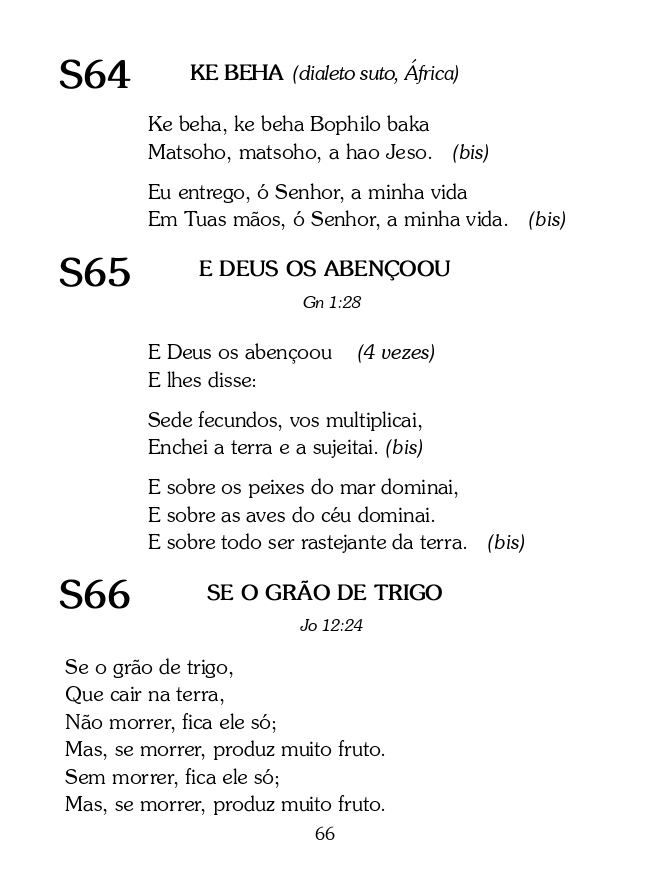 S64 KE BEHA (dialeto suto, África)
Ke beha, ke beha Bophilo baka
Matsoho, matsoho, a hao Jeso. (bis)
Eu entrego, ó Senhor, a minha vida
Em Tuas mãos, ó Senhor, a minha vida. (bis)
S65 E DEUS OS ABENÇOOU
Gn 1:28
E Deus os abençoou (4 vezes)
E lhes disse:
Sede fecundos, vos multiplicai,
Enchei a terra e a sujeitai. (bis)
E sobre os peixes do mar dominai,
E sobre as aves do céu dominai.
E sobre todo ser rastejante da terra. (bis)
S66 SE O GRÃO DE TRIGO
Jo 12:24
Se o grão de trigo,
Que cair na terra,
Não morrer, fica ele só;
Mas, se morrer, produz muito fruto.
Sem morrer, fica ele só;
Mas, se morrer, produz muito fruto.
66